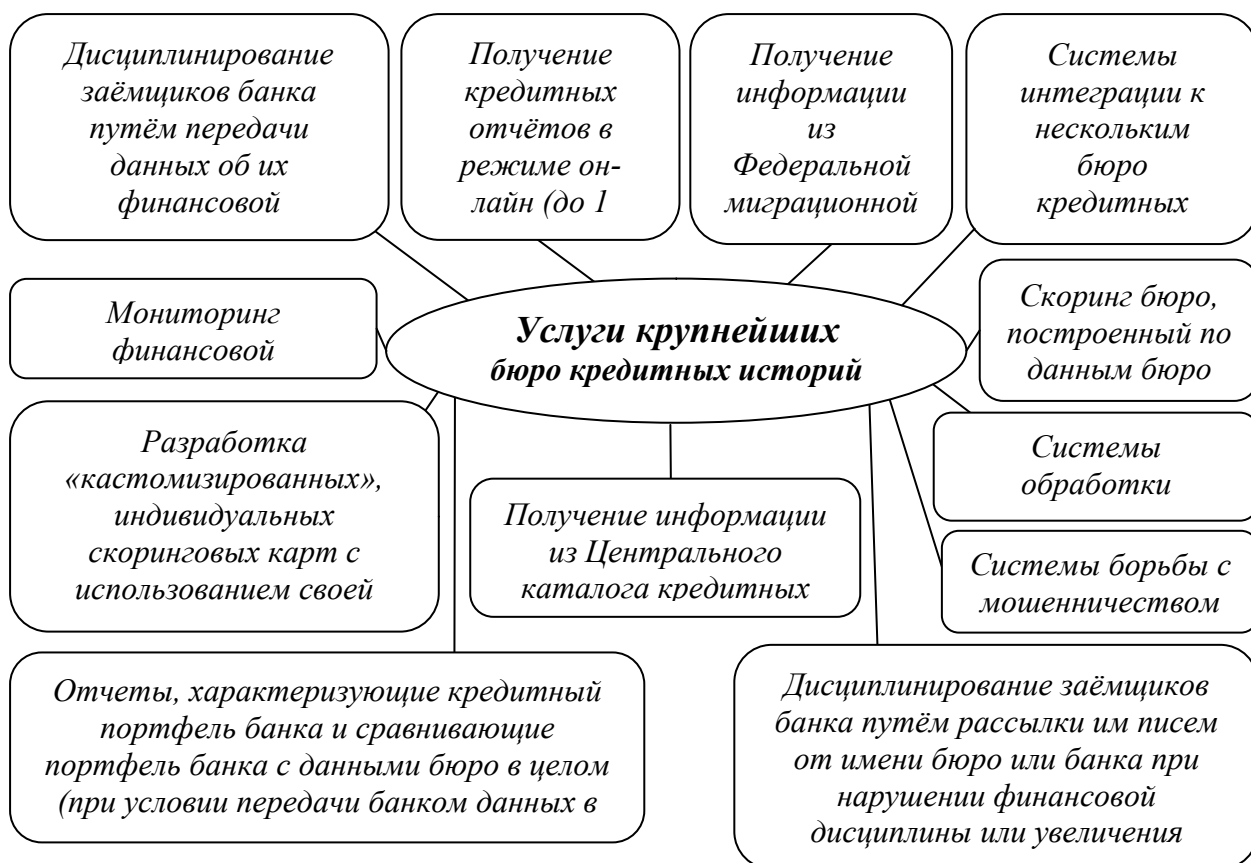 Дисциплинирование
заёмщиков банка
путём передачи
данных об их
финансовой
Получение
кредитных
отчётов в
режиме он-
лайн (до 1
Получение
информации
из
Федеральной
миграционной
Системы
интеграции к
нескольким
бюро
кредитных
Мониторинг
финансовой
Услуги крупнейших
бюро кредитных историй
Скоринг бюро,
построенный по
данным бюро
Разработка
«кастомизированных»,
индивидуальных
скоринговых карт с
использованием своей
Получение информации
из Центрального
каталога кредитных
Системы
обработки
Системы борьбы с
мошенничеством
Отчеты, характеризующие кредитный
портфель банка и сравнивающие
портфель банка с данными бюро в целом
(при условии передачи банком данных в
Дисциплинирование заёмщиков
банка путём рассылки им писем
от имени бюро или банка при
нарушении финансовой
дисциплины или увеличения